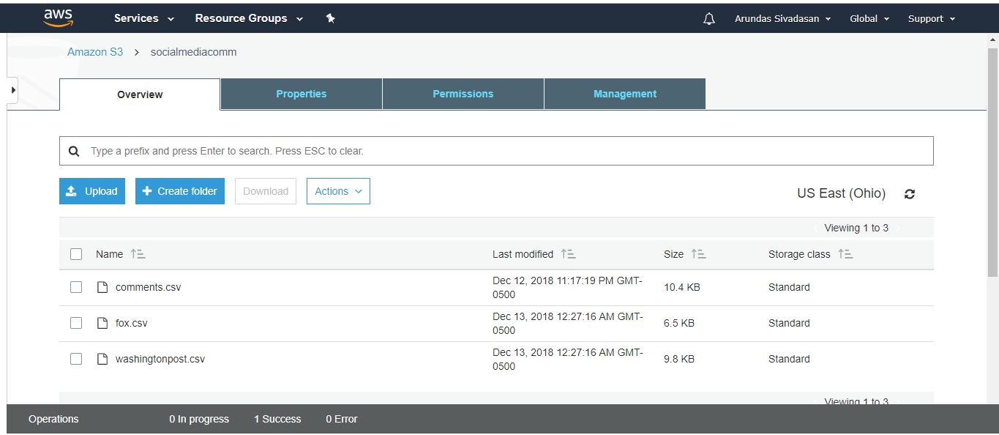 aws Services Resource Groups Arundas Sivadasan Global Support
Amazon S3 > socialmediacomm
Overview Properties Permissions Management
Type a prefix and press Enter to search. Press ESC to clear.
Upload + Create folder Download Actions
US East (Ohio)
Viewing 1 to 3
Name Last modified Size Storage class
comments.csv Dec 12, 2018 11:17:19 PM GMT-
0500 10.4 KB Standard
fox.csv Dec 13, 2018 12:27:16 AM GMT-
0500 6.5 KB Standard
washingtonpost.csv Dec 13, 2018 12:27:16 AM GMT-
0500 9.8 KB Standard
Viewing 1 to 3
Operations 0 In progress 1 Success 0 Error